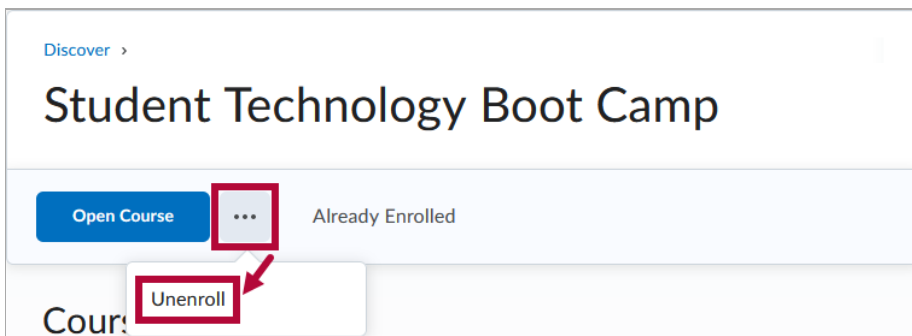 Discover ›
Student Technology Boot Camp
Open Course ... Already Enrolled
Unenroll